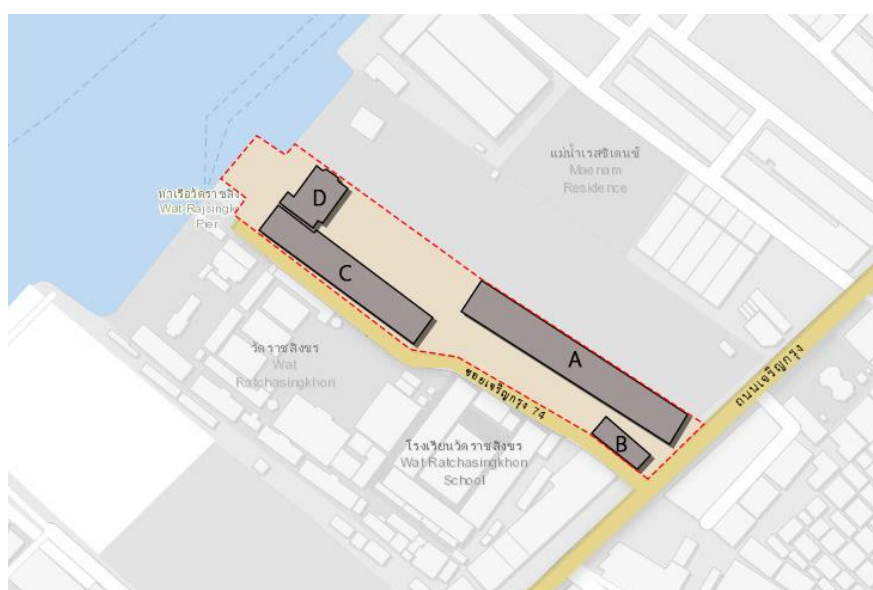 แม่น้ำเรสซิเดนซ์
Maenam
Residence
ท่าเรือวัดราชสิง
Wat Rajsingk
Pier
D
C
A
B
วัดราชสิงขร
Wat
Ratchasingkhon
ซอยเจริญกรุง 74
ถนนเจริญกรุง
โรงเรียนวัดราชสิงขร
Wat Ratchasingkhon
School